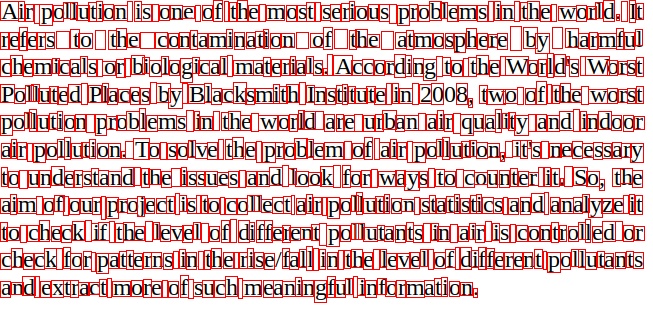 Air pollution is one of the most serious problems in the world. It
refers to the contamination of the atmosphere by harmful
chemicals or biological materials. According to the World's Worst
Polluted Places by Blacksmith Institute in 2008, two of the worst
pollution problems in the world are urban air quality and indoor
air pollution. To solve the problem of air pollution, it's necessary
to understand the issues and look for ways to counter it. So, the
aim of our project is to collect air pollution statistics and analyze it
to check if the level of different pollutants in air is controlled or
check for patterns in the rise/fall in the level of different pollutants
and extract more of such meaningful information.